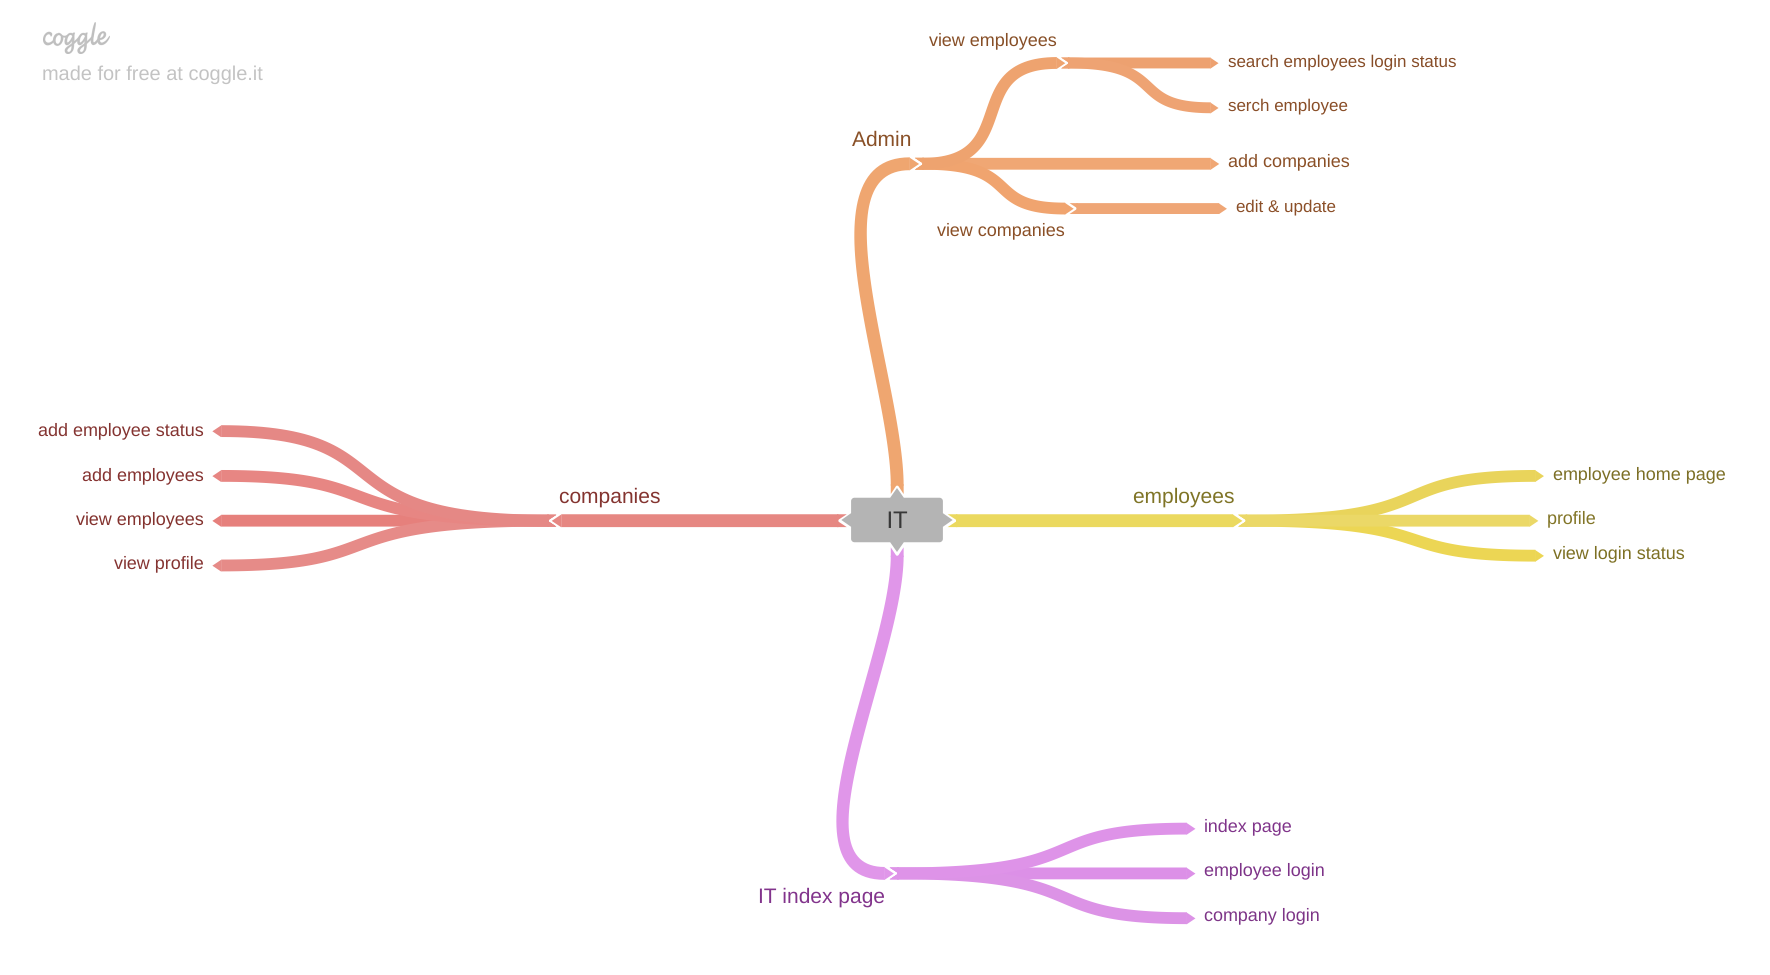 coggle
made for free at coggle.it
view employees
search employees login status
serch employee
Admin
add companies
edit & update
view companies
add employee status
add employees
view employees
view profile
companies
IT
employees
employee home page
profile
view login status
index page
employee login
company login
IT index page